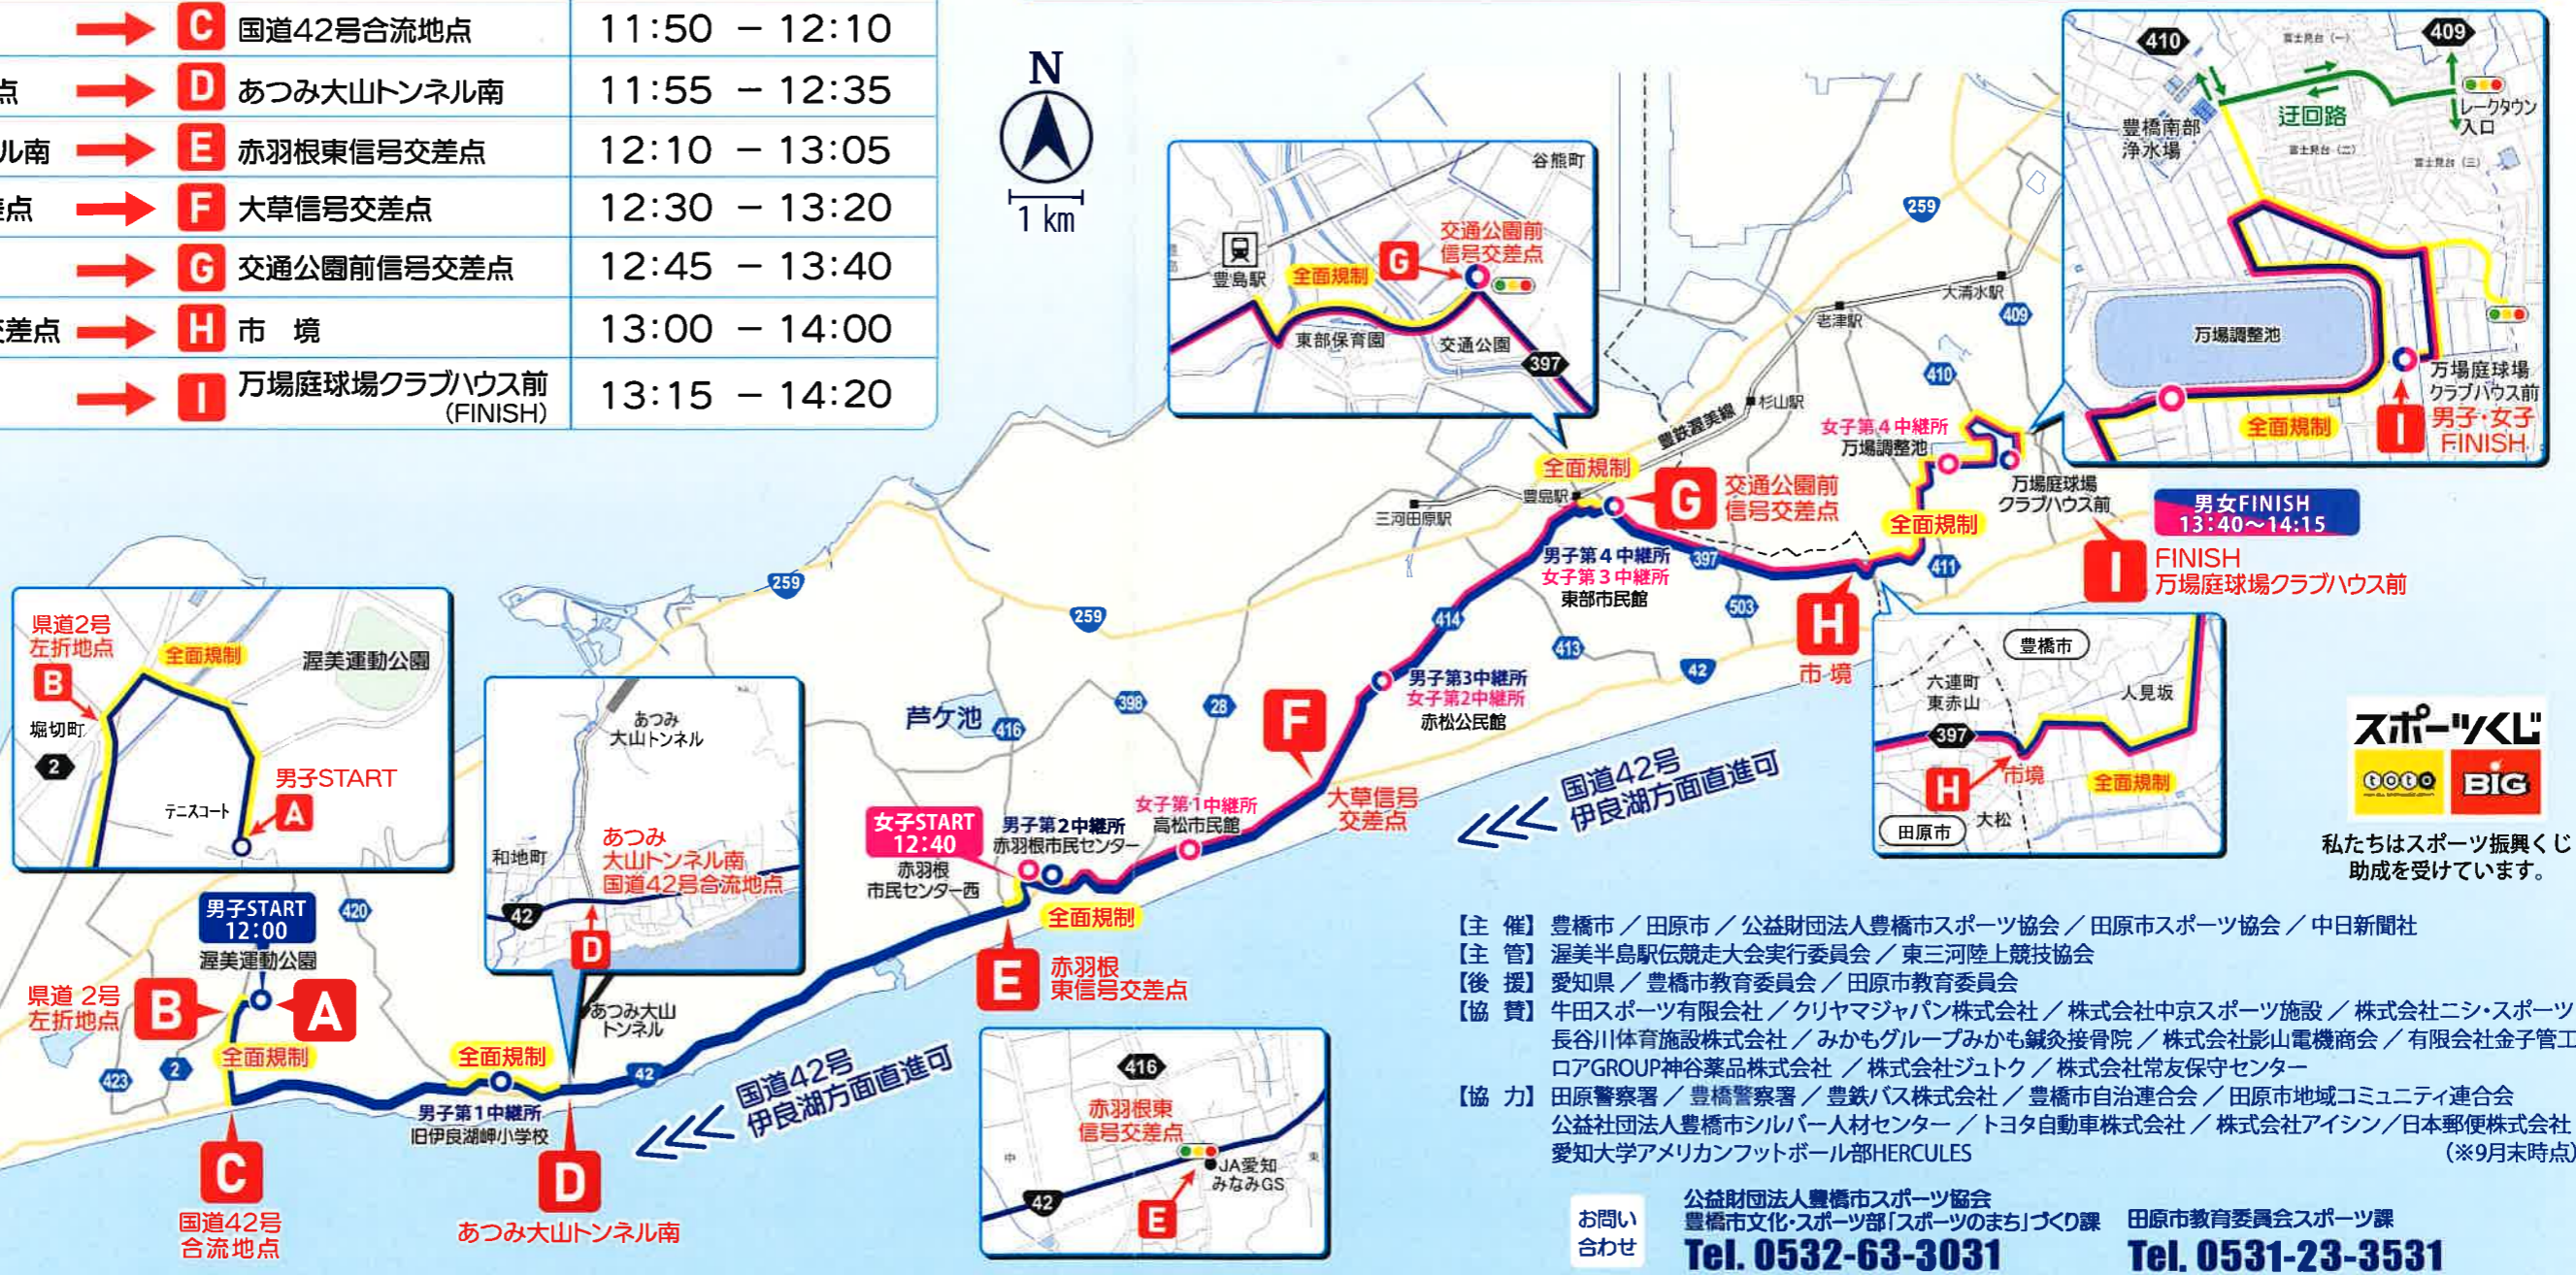 C 国道42号合流地点 11:50 － 12:10
点 D あつみ大山トンネル南 11:55 － 12:35
ル南 E 赤羽根東信号交差点 12:10 － 13:05
差点 F 大草信号交差点 12:30 － 13:20
G 交通公園前信号交差点 12:45 － 13:40
交差点 H 市 境 13:00 － 14:00
I 万場庭球場クラブハウス前
(FINISH) 13:15 － 14:20
N
1 km
谷熊町
交通公園前
信号交差点
G
全面規制
豊島駅
東部保育園
交通公園
397
410
富士見台（一）
409
レークタウン
入口
迂回路
豊橋南部
浄水場
富士見台（二）
富士見台（三）
万場調整池
万場庭球場
クラブハウス前
全面規制
I
男子・女子
FINISH
259
大清水駅
老津駅
409
410
杉山駅
豊鉄渥美線
女子第4中継所
万場調整池
全面規制
豊島駅
三河田原駅
G
交通公園前
信号交差点
万場庭球場
クラブハウス前
全面規制
男女FINISH
13:40～14:15
I
FINISH
万場庭球場クラブハウス前
男子第4中継所
女子第3中継所
東部市民館
397
411
503
H
市 境
414
413
42
259
259
豊橋市
六連町
東赤山
人見坂
397
H
市境
全面規制
大松
田原市
県道2号
左折地点
B
全面規制
渥美運動公園
堀切町
2
男子START
A
テニスコート
あつみ
大山トンネル
和地町
あつみ
大山トンネル南
国道42号合流地点
42
D
芦ケ池
416
398
28
F
男子第3中継所
女子第2中継所
赤松公民館
大草信号
交差点
国道42号
伊良湖方面直進可
女子START
12:40
赤羽根
市民センター西
男子第2中継所
赤羽根市民センター
女子第1中継所
高松市民館
全面規制
E
赤羽根
東信号交差点
男子START
12:00
渥美運動公園
420
県道 2号
左折地点
B
A
全面規制
423
2
全面規制
男子第1中継所
旧伊良湖岬小学校
あつみ大山
トンネル
42
国道42号
伊良湖方面直進可
C
国道42号
合流地点
D
あつみ大山トンネル南
416
赤羽根東
信号交差点
中
東
JA愛知
みなみGS
42
E
スポーツくじ
toto
BIG
私たちはスポーツ振興くじ
助成を受けています。
【主 催】豊橋市 ／ 田原市 ／ 公益財団法人豊橋市スポーツ協会 ／ 田原市スポーツ協会 ／ 中日新聞社
【主 管】渥美半島駅伝競走大会実行委員会 ／ 東三河陸上競技協会
【後 援】愛知県 ／ 豊橋市教育委員会 ／ 田原市教育委員会
【協 賛】牛田スポーツ有限会社 ／ クリヤマジャパン株式会社 ／ 株式会社中京スポーツ施設 ／ 株式会社ニシ・スポーツ
長谷川体育施設株式会社 ／ みかもグループみかも鍼灸接骨院 ／ 株式会社影山電機商会 ／ 有限会社金子管工
ロアGROUP神谷薬品株式会社 ／ 株式会社ジュトク ／ 株式会社常友保守センター
【協 力】田原警察署 ／ 豊橋警察署 ／ 豊鉄バス株式会社 ／ 豊橋市自治連合会 ／ 田原市地域コミュニティ連合会
公益社団法人豊橋市シルバー人材センター ／ トヨタ自動車株式会社 ／ 株式会社アイシン／日本郵便株式会社
愛知大学アメリカンフットボール部HERCULES
（※9月末時点）
お問い
合わせ
公益財団法人豊橋市スポーツ協会
豊橋市文化・スポーツ部「スポーツのまち」づくり課
Tel. 0532-63-3031
田原市教育委員会スポーツ課
Tel. 0531-23-3531